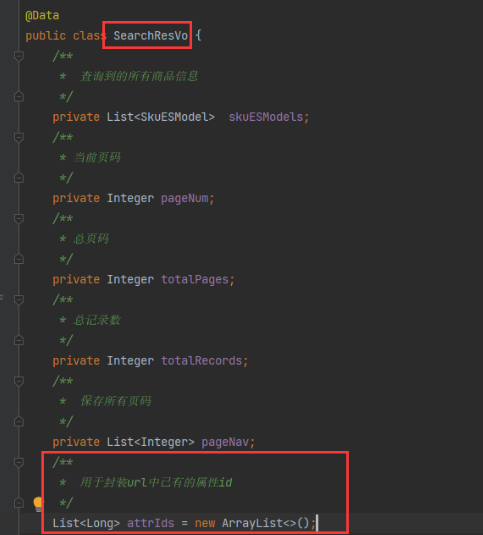 @Data
public class SearchResVo {
/**
 *  查询到的所有商品信息
 */
private List<SkuESModel>  skuESModels;
/**
 * 当前页码
 */
private Integer pageNum;
/**
 * 总页码
 */
private Integer totalPages;
/**
 * 总记录数
 */
private Integer totalRecords;
/**
 *  保存所有页码
 */
private List<Integer> pageNav;
/**
 *  用于封装url中已有的属性id
 */
List<Long> attrIds = new ArrayList<>();